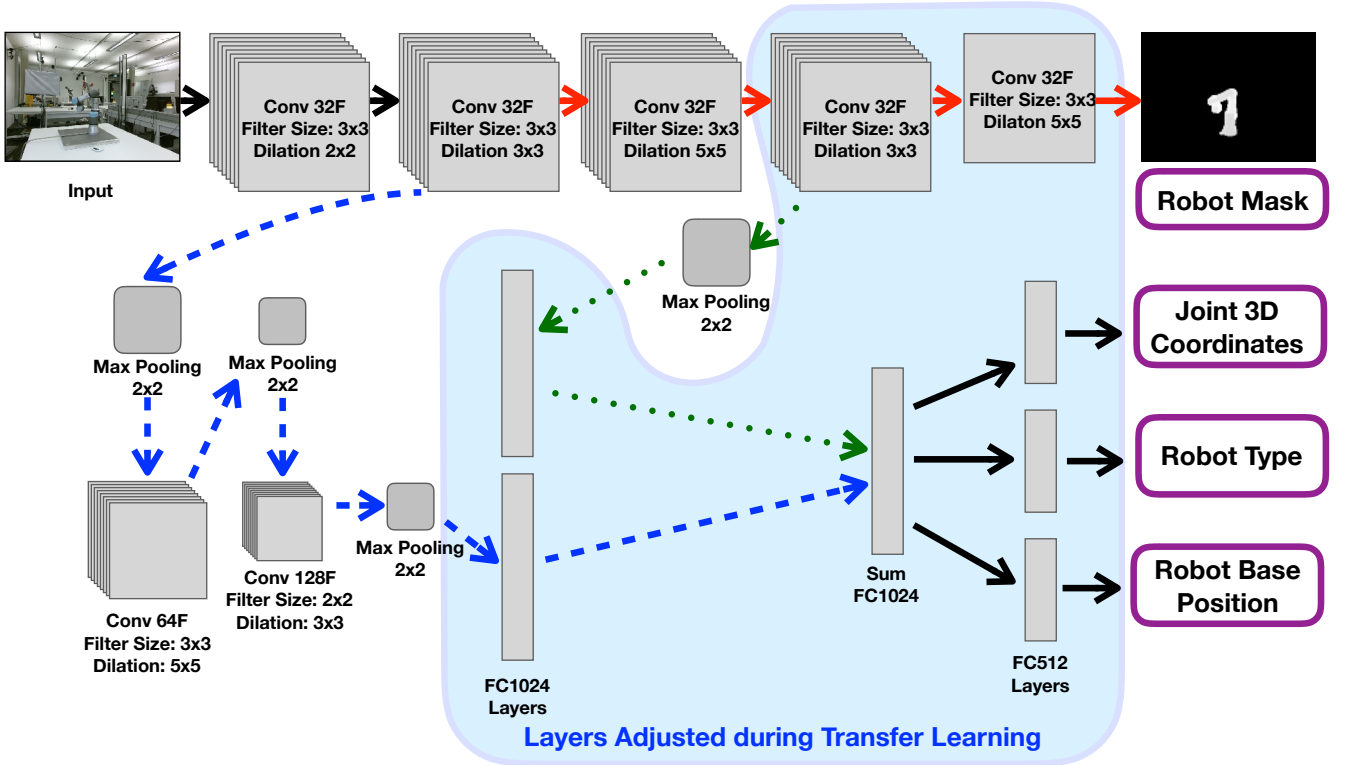 Input
Conv 32F
Filter Size: 3x3
Dilation 2x2
Conv 32F
Filter Size: 3x3
Dilation 3x3
Conv 32F
Filter Size: 3x3
Dilation 5x5
Conv 32F
Filter Size: 3x3
Dilation 3x3
Conv 32F
Filter Size: 3x3
Dilaton 5x5
Robot Mask
Max Pooling
2x2
Max Pooling
2x2
Max Pooling
2x2
Joint 3D
Coordinates
Robot Type
Conv 64F
Filter Size: 3x3
Dilation: 5x5
Conv 128F
Filter Size: 2x2
Dilation: 3x3
Max Pooling
2x2
FC1024
Layers
Sum
FC1024
FC512
Layers
Robot Base
Position
Layers Adjusted during Transfer Learning